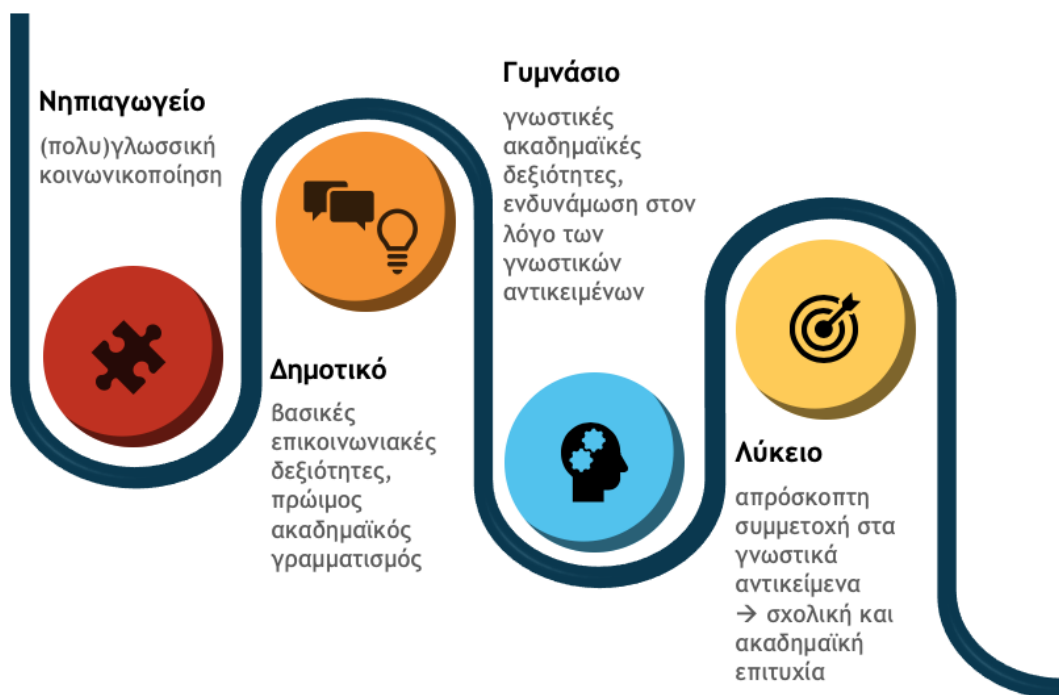 Νηπιαγωγείο
(πολυ)γλωσσική
κοινωνικοποίηση
Δημοτικό
βασικές
επικοινωνιακές
δεξιότητες,
πρώιμος
ακαδημαϊκός
γραμματισμός
Γυμνάσιο
γνωστικές
ακαδημαϊκές
δεξιότητες,
ενδυνάμωση στον
λόγο των
γνωστικών
αντικειμένων
Λύκειο
απρόσκοπτη
συμμετοχή στα
γνωστικά
αντικείμενα
→ σχολική και
ακαδημαϊκή
επιτυχία